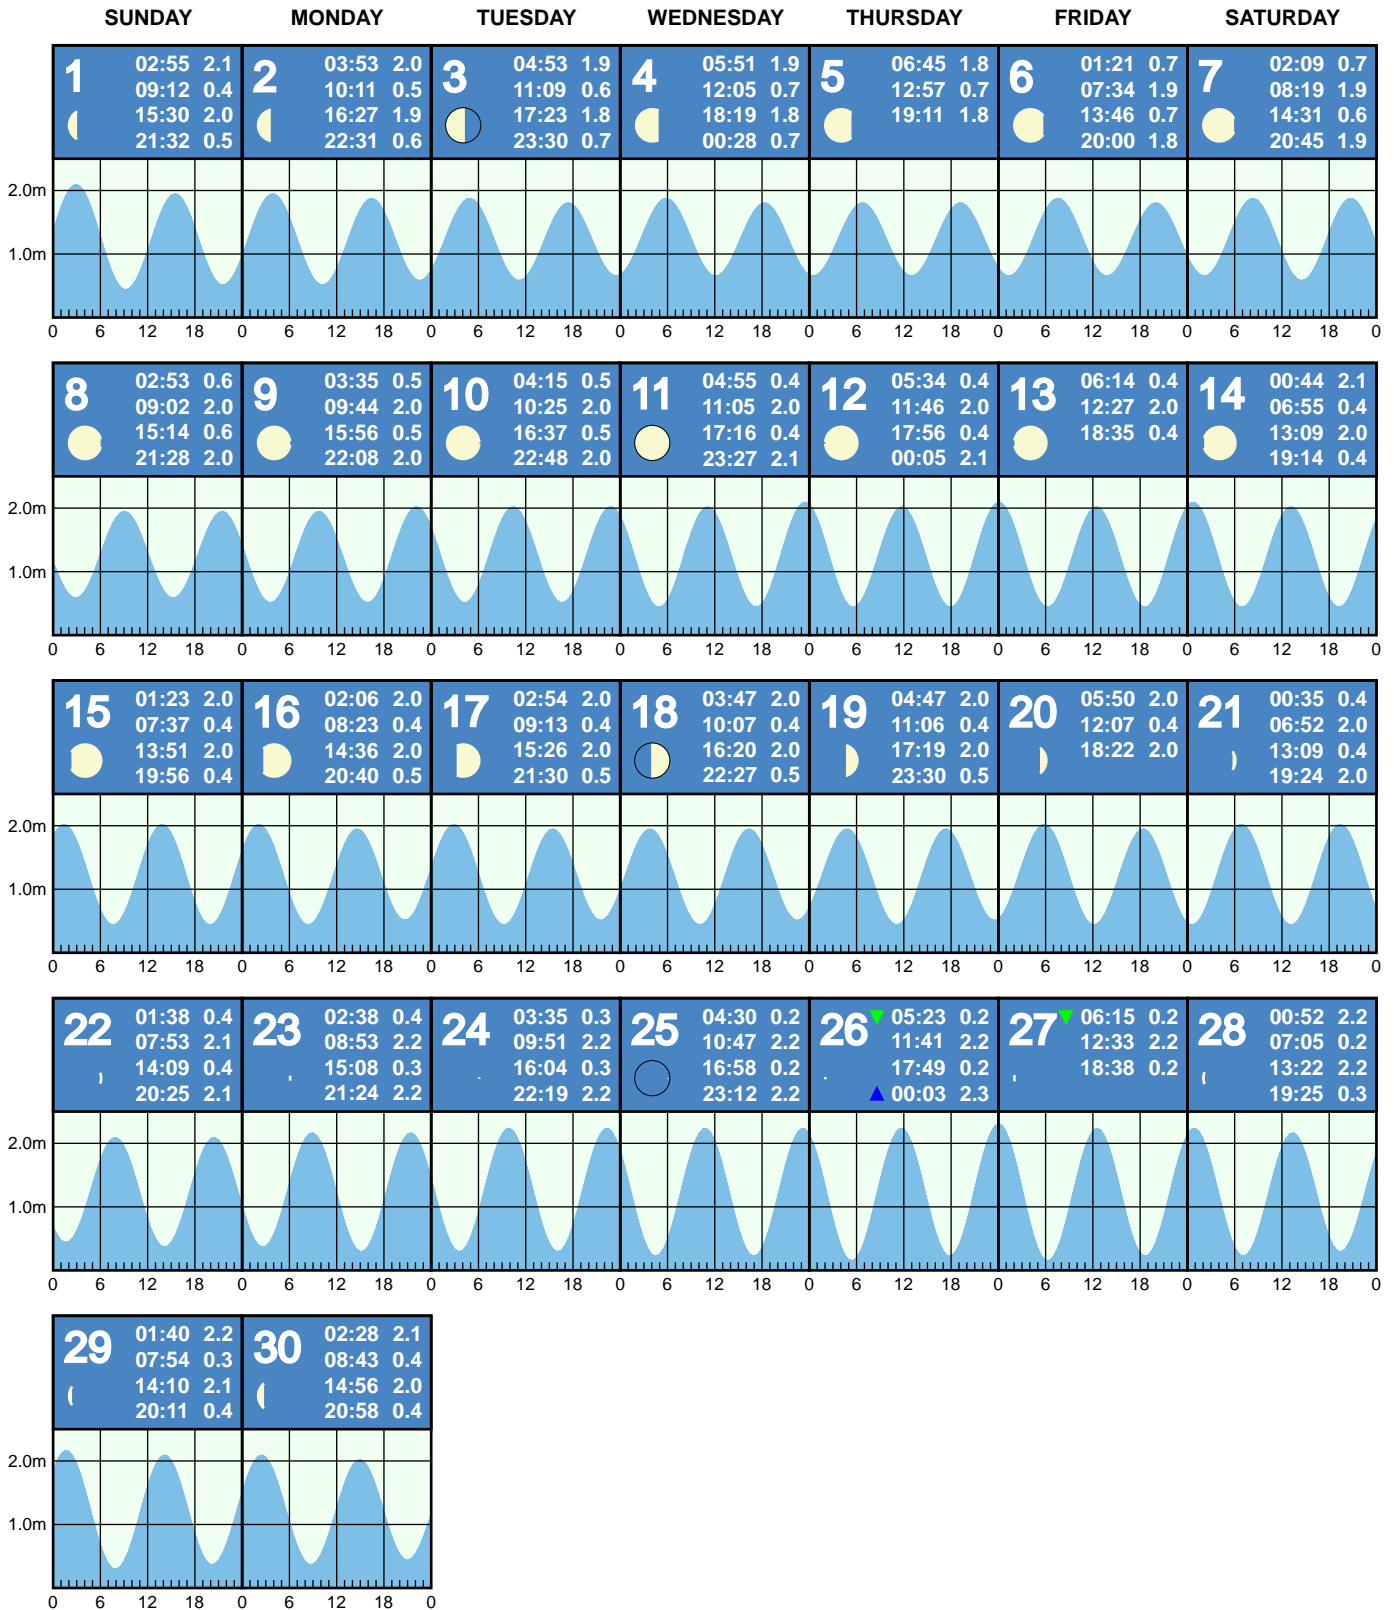 SUNDAY MONDAY TUESDAY WEDNESDAY THURSDAY FRIDAY SATURDAY
1 02:55 2.1
09:12 0.4
15:30 2.0
21:32 0.5
2 03:53 2.0
10:11 0.5
16:27 1.9
22:31 0.6
3 04:53 1.9
11:09 0.6
17:23 1.8
23:30 0.7
4 05:51 1.9
12:05 0.7
18:19 1.8
00:28 0.7
5 06:45 1.8
12:57 0.7
19:11 1.8
6 01:21 0.7
07:34 1.9
13:46 0.7
20:00 1.8
7 02:09 0.7
08:19 1.9
14:31 0.6
20:45 1.9
2.0m
1.0m
0 6 12 18 0 6 12 18 0 6 12 18 0 6 12 18 0 6 12 18 0 6 12 18 0 6 12 18 0
8 02:53 0.6
09:02 2.0
15:14 0.6
21:28 2.0
9 03:35 0.5
09:44 2.0
15:56 0.5
22:08 2.0
10 04:15 0.5
10:25 2.0
16:37 0.5
22:48 2.0
11 04:55 0.4
11:05 2.0
17:16 0.4
23:27 2.1
12 05:34 0.4
11:46 2.0
17:56 0.4
00:05 2.1
13 06:14 0.4
12:27 2.0
18:35 0.4
14 00:44 2.1
06:55 0.4
13:09 2.0
19:14 0.4
2.0m
1.0m
0 6 12 18 0 6 12 18 0 6 12 18 0 6 12 18 0 6 12 18 0 6 12 18 0 6 12 18 0
15 01:23 2.0
07:37 0.4
13:51 2.0
19:56 0.4
16 02:06 2.0
08:23 0.4
14:36 2.0
20:40 0.5
17 02:54 2.0
09:13 0.4
15:26 2.0
21:30 0.5
18 03:47 2.0
10:07 0.4
16:20 2.0
22:27 0.5
19 04:47 2.0
11:06 0.4
17:19 2.0
23:30 0.5
20 05:50 2.0
12:07 0.4
18:22 2.0
21 00:35 0.4
06:52 2.0
13:09 0.4
19:24 2.0
2.0m
1.0m
0 6 12 18 0 6 12 18 0 6 12 18 0 6 12 18 0 6 12 18 0 6 12 18 0 6 12 18 0
22 01:38 0.4
07:53 2.1
14:09 0.4
20:25 2.1
23 02:38 0.4
08:53 2.2
15:08 0.3
21:24 2.2
24 03:35 0.3
09:51 2.2
16:04 0.3
22:19 2.2
25 04:30 0.2
10:47 2.2
16:58 0.2
23:12 2.2
26 05:23 0.2
11:41 2.2
17:49 0.2
00:03 2.3
27 06:15 0.2
12:33 2.2
18:38 0.2
28 00:52 2.2
07:05 0.2
13:22 2.2
19:25 0.3
2.0m
1.0m
0 6 12 18 0 6 12 18 0 6 12 18 0 6 12 18 0 6 12 18 0 6 12 18 0 6 12 18 0
29 01:40 2.2
07:54 0.3
14:10 2.1
20:11 0.4
30 02:28 2.1
08:43 0.4
14:56 2.0
20:58 0.4
2.0m
1.0m
0 6 12 18 0 6 12 18 0